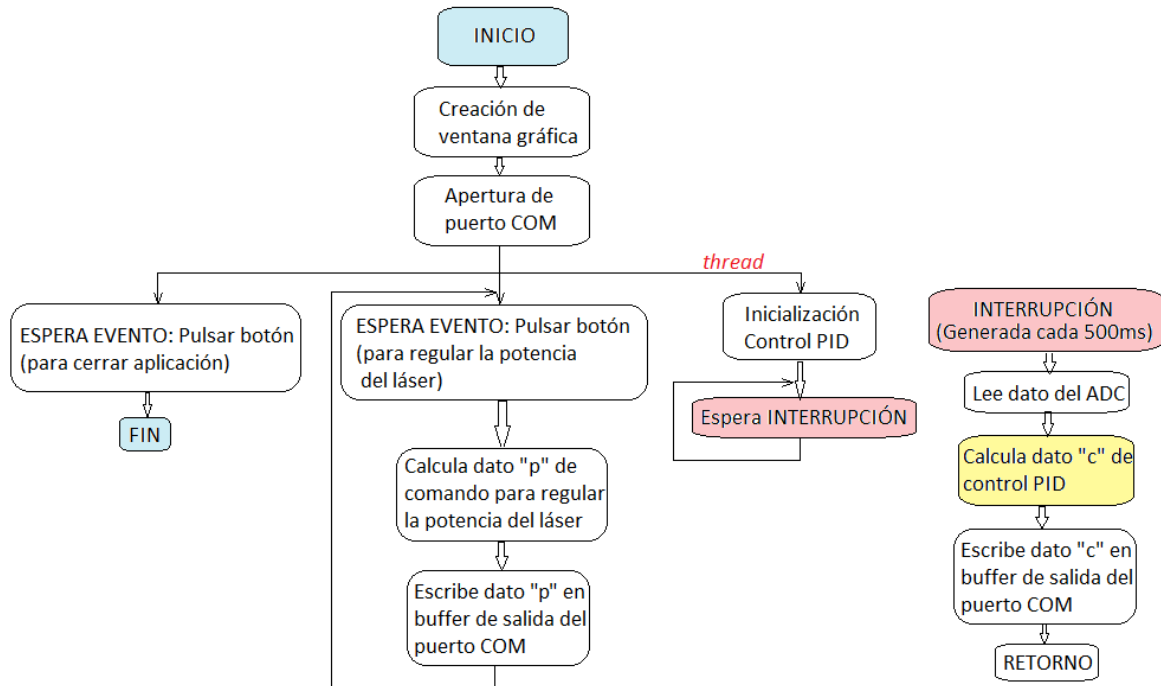 INICIO
Creación de
ventana gráfica
Apertura de
puerto COM
thread
ESPERA EVENTO: Pulsar botón
(para cerrar aplicación)
FIN
ESPERA EVENTO: Pulsar botón
(para regular la potencia
del láser)
Calcula dato "p" de
comando para regular
la potencia del láser
Escribe dato "p" en
buffer de salida del
puerto COM
Inicialización
Control PID
Espera INTERRUPCIÓN
INTERRUPCIÓN
(Generada cada 500ms)
Lee dato del ADC
Calcula dato "c" de
control PID
Escribe dato "c" en
buffer de salida del
puerto COM
RETORNO